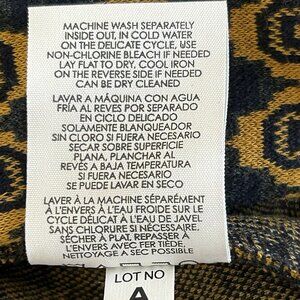 MACHINE WASH SEPARATELY
INSIDE OUT, IN COLD WATER
ON THE DELICATE CYCLE, USE
NON-CHLORINE BLEACH IF NEEDED
LAY FLAT TO DRY, COOL IRON
ON THE REVERSE SIDE IF NEEDED
CAN BE DRY CLEANED
LAVAR A MÁQUINA CON AGUA
FRÍA AL REVES POR SEPARADO
EN CICLO DELICADO
SOLAMENTE BLANQUEADOR
SIN CLORO SI FUERA NECESARIO
SECAR SOBRE SUPERFICIE
PLANA, PLANCHAR AL
REVÉS A BAJA TEMPERATURA
SI FUERA NECESARIO
SE PUEDE LAVAR EN SECO
LAVER À LA MACHINE SÉPARÉMENT
À L'ENVERS À L'EAU FROIDE SUR LE
CYCLE DÉLICAT À L'EAU DE JAVEL
SANS CHLORE SI NÉCESSAIRE,
SÉCHER À PLAT, REPASSER À
L'ENVERS AVEC FER TIÈDE.
NETTOYAGE A SEC POSSIBLE
LOT NO
A